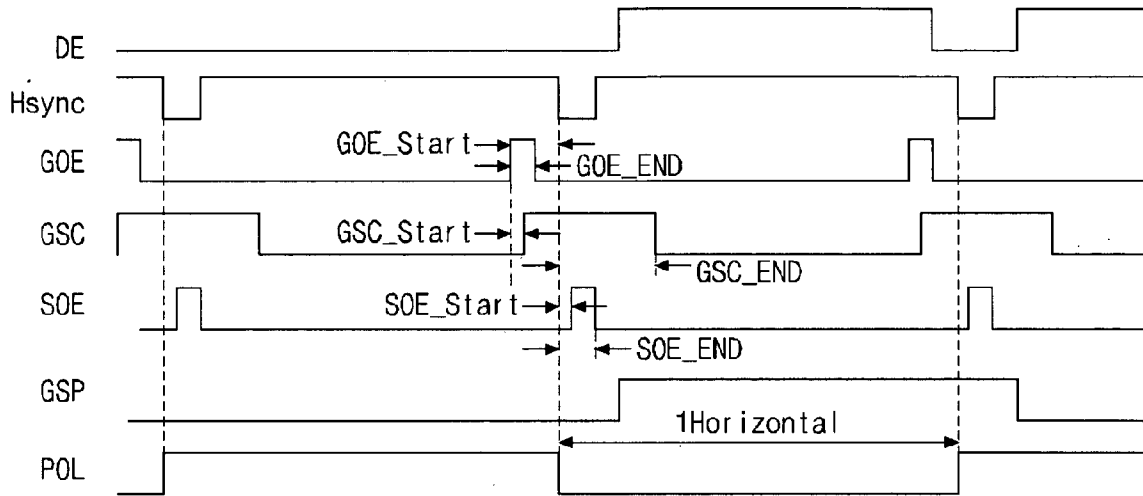 DE
Hsync
GOE
GOE_Start
GOE_END
GSC
GSC_Start
GSC_END
SOE
SOE_Start
SOE_END
GSP
1Horizontal
POL